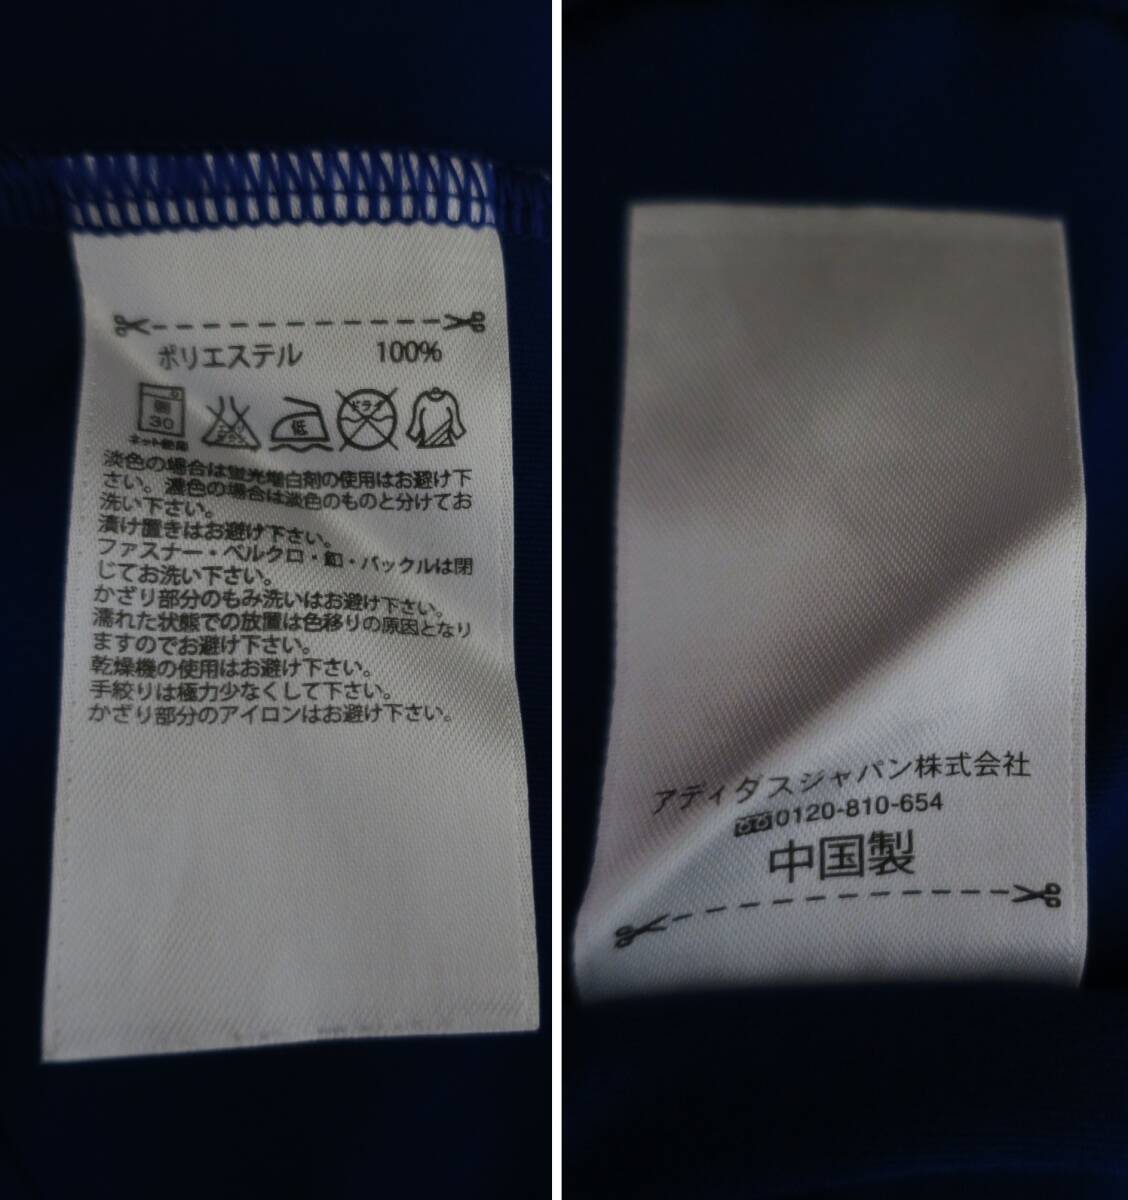 ポリエステル 100%
弱
30
ネット使用
エンソサラシ
低
ドライ
淡色の場合は蛍光増白剤の使用はお避け下
さい。濃色の場合は淡色のものと分けてお
洗い下さい。
漬け置きはお避け下さい。
ファスナー・ベルクロ・釦・バックルは閉
じてお洗い下さい。
かざり部分のもみ洗いはお避け下さい。
濡れた状態での放置は色移りの原因となり
ますのでお避け下さい。
乾燥機の使用はお避け下さい。
手絞りは極力少なくして下さい。
かざり部分のアイロンはお避け下さい。
アディダスジャパン株式会社
0120-810-654
中国製